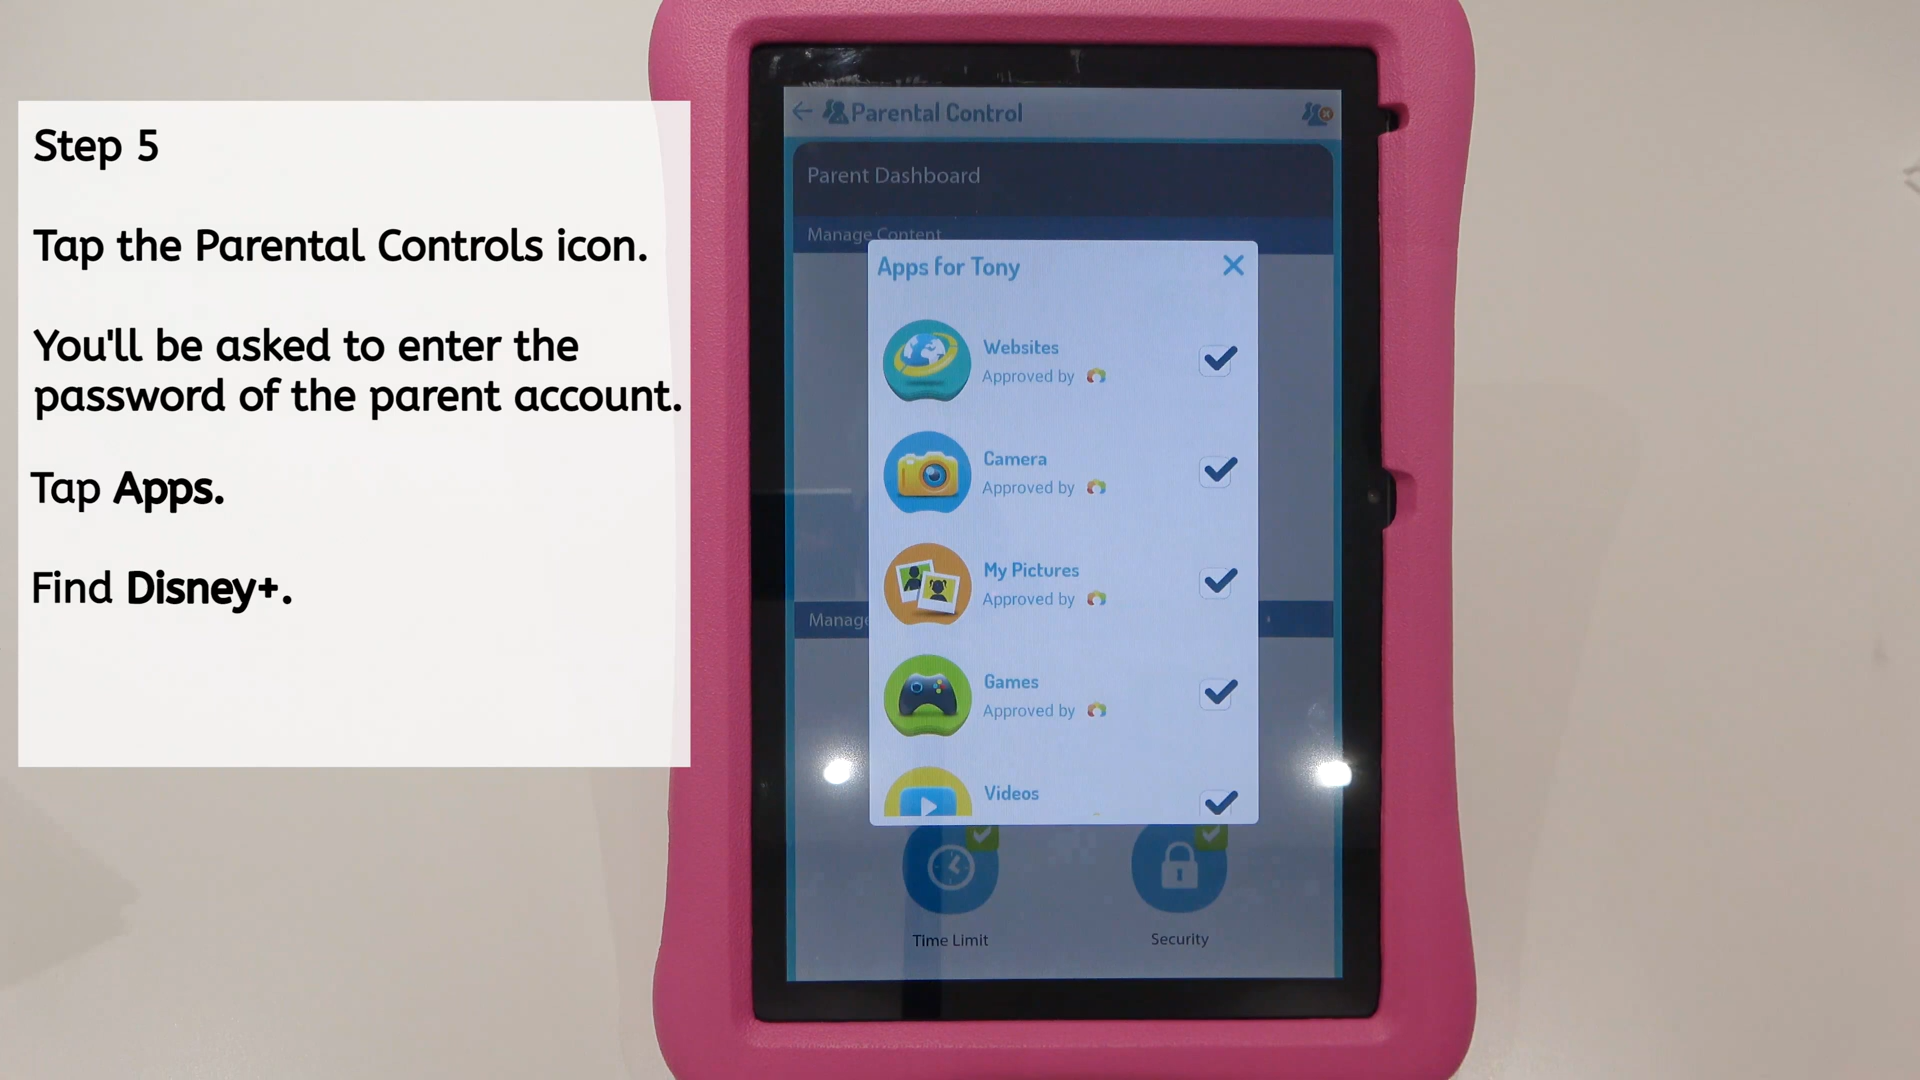 Step 5
Tap the Parental Controls icon.
You'll be asked to enter the
password of the parent account.
Tap Apps.
Find Disney+.
Parental Control
Parent Dashboard
Manage Content
Apps for Tony
Websites
Approved by
Camera
Approved by
My Pictures
Approved by
Manage
Games
Approved by
Videos
Time Limit
Security